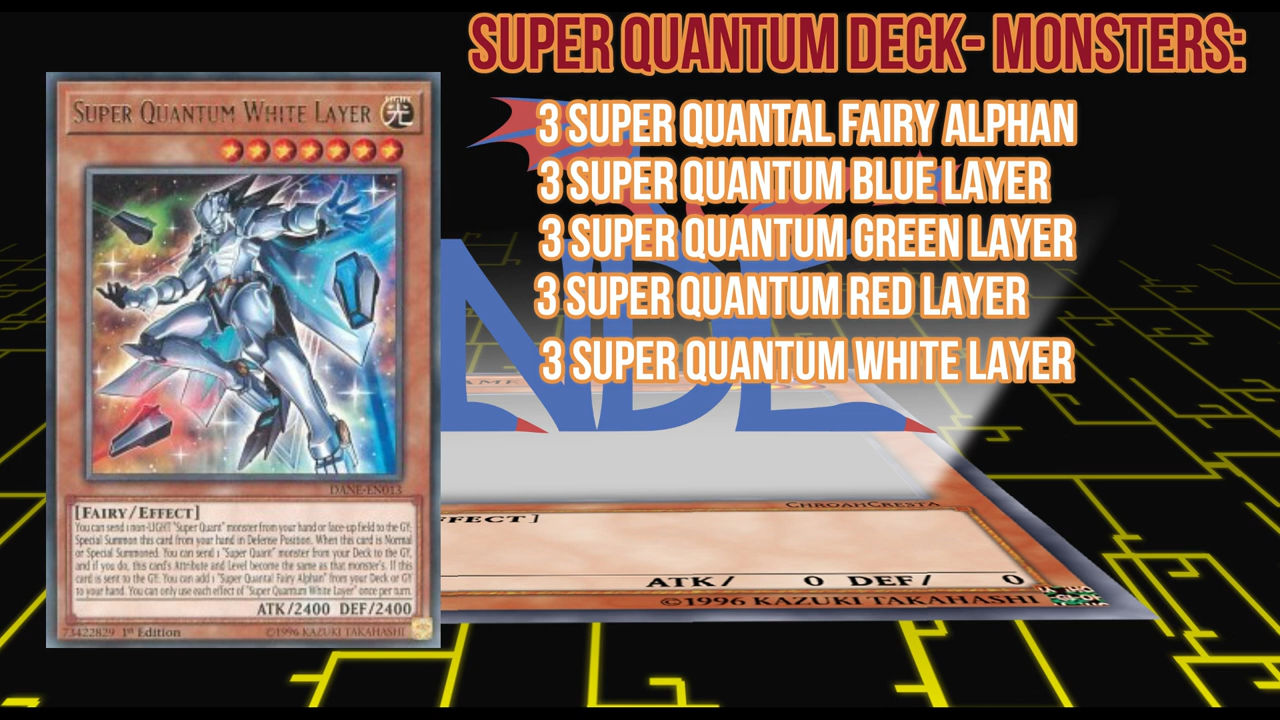 SUPER QUANTUM DECK- MONSTERS:
3 SUPER QUANTAL FAIRY ALPHAN
3 SUPER QUANTUM BLUE LAYER
3 SUPER QUANTUM GREEN LAYER
3 SUPER QUANTUM RED LAYER
3 SUPER QUANTUM WHITE LAYER
SUPER QUANTUM WHITE LAYER
LIGHT
光
DANE-EN013
[FAIRY/EFFECT]
You can send 1 non-LIGHT "Super Quant" monster from your hand or face-up field to the GY;
Special Summon this card from your hand in Defense Position. When this card is Normal
or Special Summoned: You can send 1 "Super Quant" monster from your Deck to the GY,
and if you do, this card's Attribute and Level become the same as that monster's. If this
card is sent to the GY: You can add 1 "Super Quantal Fairy Alphan" from your Deck or GY
to your hand. You can only use each effect of "Super Quantum White Layer" once per turn.
ATK/2400 DEF/2400
73422829 1st Edition ©1996 KAZUKI TAKAHASHI
NDE
AME
CHROAHCRESTA
FFECT]
ATK/ 0 DEF/ 0
©1996 KAZUKI TAKAHASHI